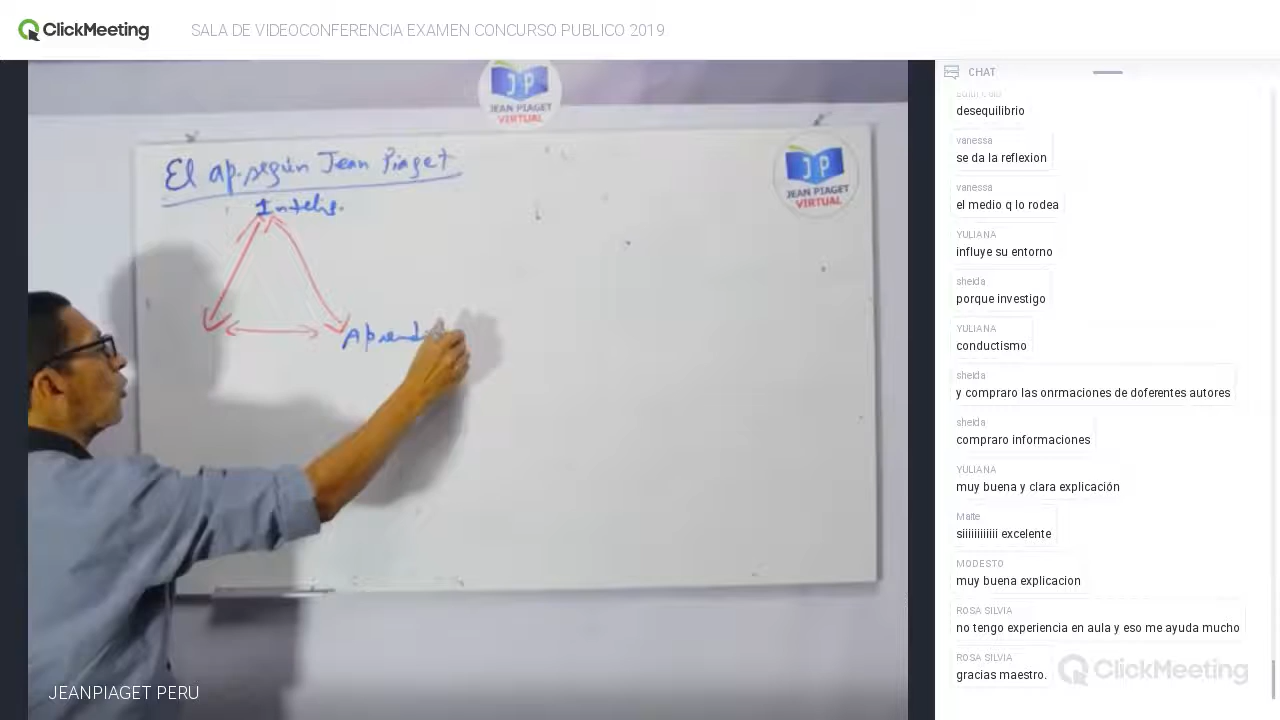 ClickMeeting
SALA DE VIDEOCONFERENCIA EXAMEN CONCURSO PUBLICO 2019
JP
JEAN PIAGET
VIRTUAL
El ap. según Jean Piaget
Intelig.
Aprendi
JP
JEAN PIAGET
VIRTUAL
JEANPIAGET PERU
CHAT
desequilibrio
vanessa
se da la reflexion
vanessa
el medio q lo rodea
YULIANA
influye su entorno
sheida
porque investigo
YULIANA
conductismo
sheida
y compraro las onrmaciones de doferentes autores
sheida
compraro informaciones
YULIANA
muy buena y clara explicación
Maite
siiiiiiiiiiii excelente
MODESTO
muy buena explicacion
ROSA SILVIA
no tengo experiencia en aula y eso me ayuda mucho
ROSA SILVIA
gracias maestro.
ClickMeeting